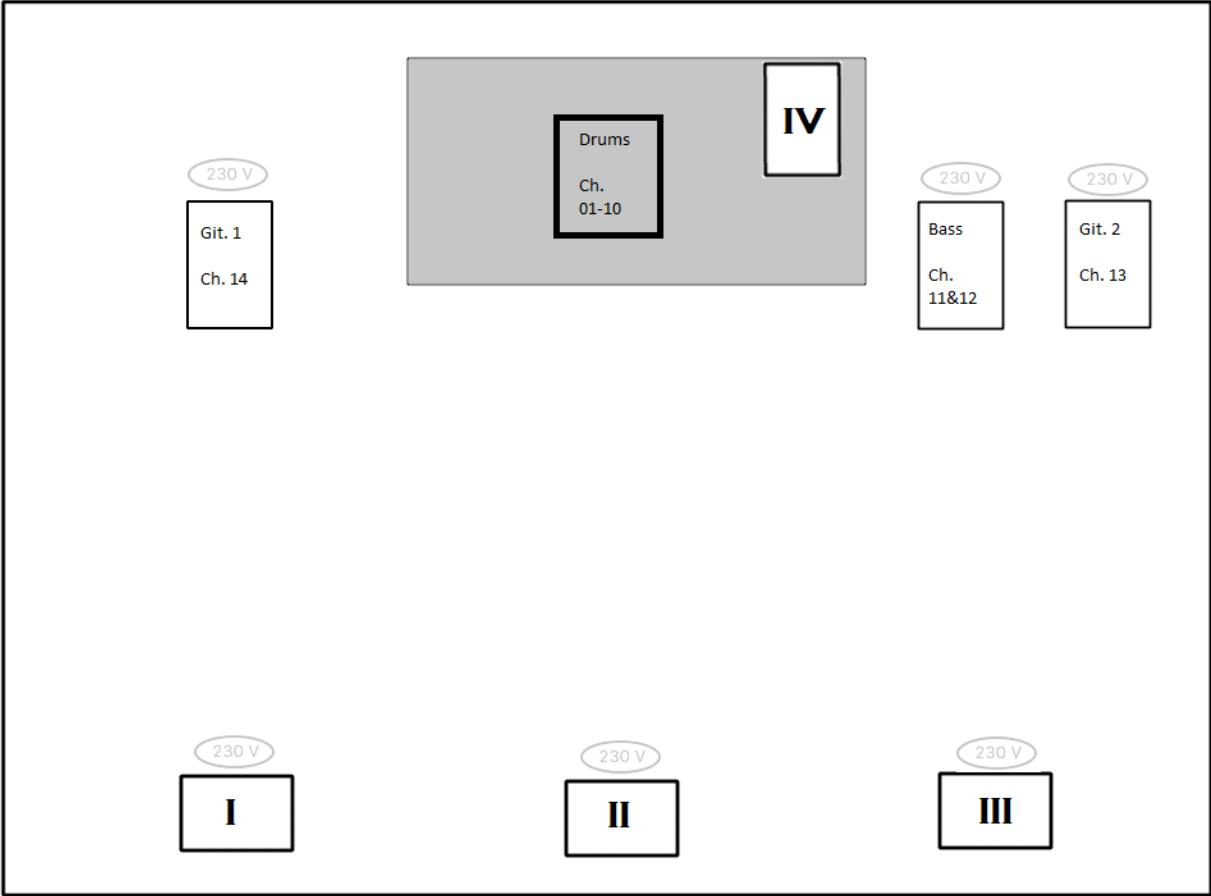 IV
Drums
Ch.
01-10
230 V
230 V
230 V
Git. 1
Ch. 14
Bass
Ch.
11&12
Git. 2
Ch. 13
230 V
230 V
230 V
I
II
III